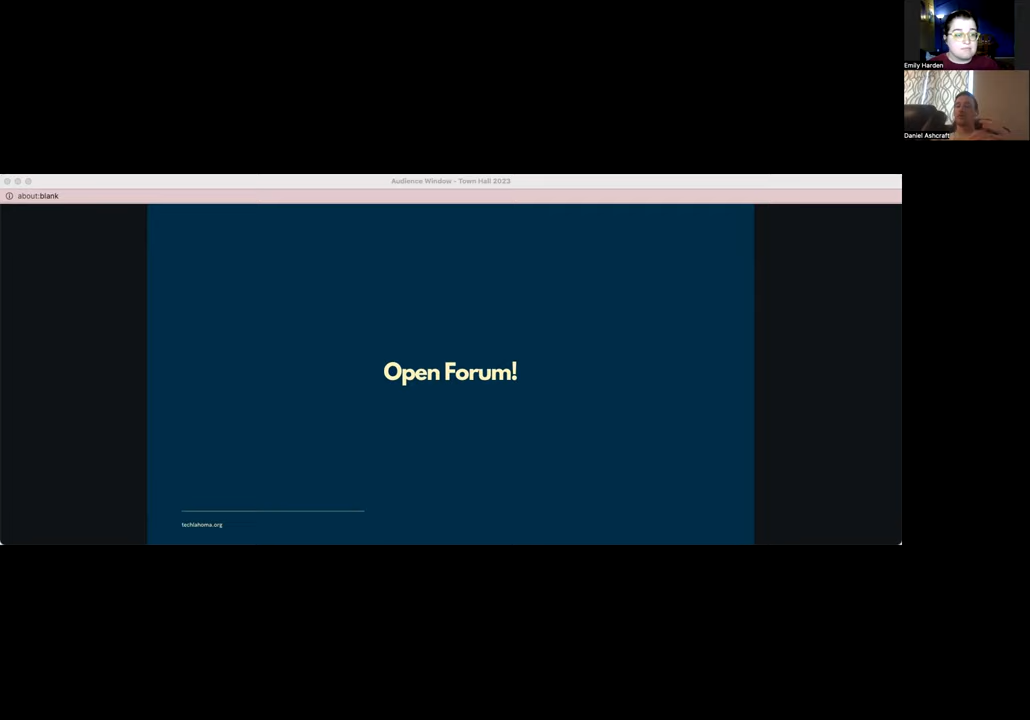 Emily Harden
Daniel Ashcraft
Audience Window - Town Hall 2023
about:blank
Open Forum!
techlahoma.org